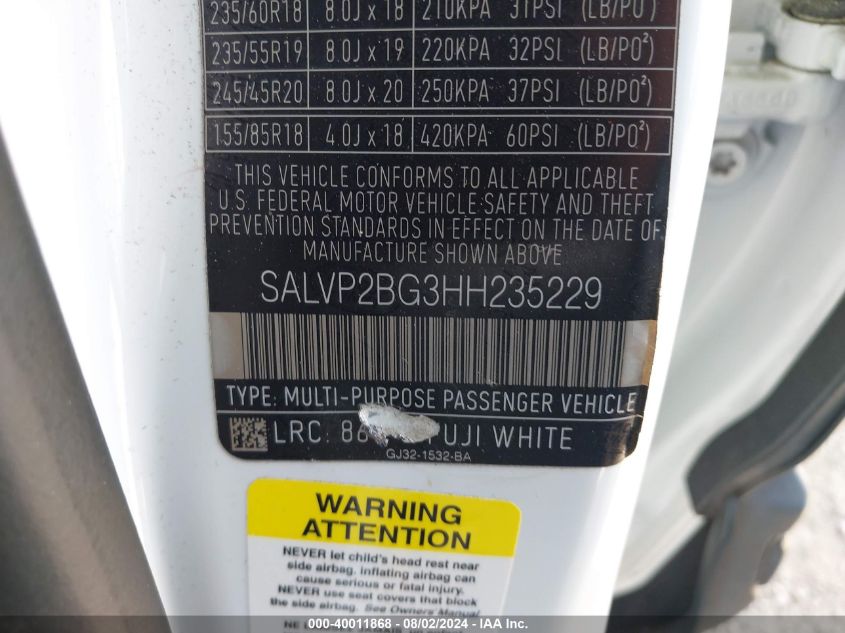 235/60R18 8.0J x 18 210KPA 31PSI (LB/PO²)
235/55R19 8.0J x 19 220KPA 32PSI (LB/PO²)
245/45R20 8.0J x 20 250KPA 37PSI (LB/PO²)
155/85R18 4.0J x 18 420KPA 60PSI (LB/PO²)
THIS VEHICLE CONFORMS TO ALL APPLICABLE
U.S. FEDERAL MOTOR VEHICLE SAFETY AND THEFT
PREVENTION STANDARDS IN EFFECT ON THE DATE OF
MANUFACTURE SHOWN ABOVE
SALVP2BG3HH235229
TYPE: MULTI-PURPOSE PASSENGER VEHICLE
LRC: UJI WHITE
GJ32-1532-BA
WARNING
ATTENTION
NEVER let child's head rest near
side airbag. inflating airbag can
cause serious or fatal injury.
NEVER use seat covers that block
the side airbag. See Owners Manual
000-40011868 - 08/02/2024 - IAA Inc.